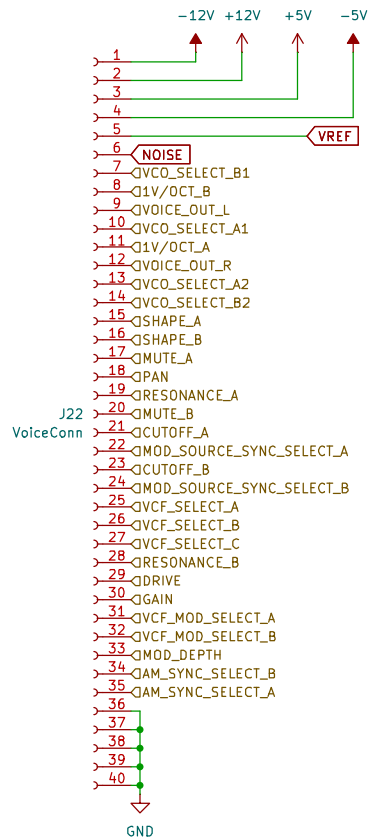 -12V +12V +5V -5V
1
2
3
4
5 VREF
6 NOISE
7 VCO_SELECT_B1
8 1V/OCT_B
9 VOICE_OUT_L
10 VCO_SELECT_A1
11 1V/OCT_A
12 VOICE_OUT_R
13 VCO_SELECT_A2
14 VCO_SELECT_B2
15 SHAPE_A
16 SHAPE_B
17 MUTE_A
18 PAN
19 RESONANCE_A
J22 20 MUTE_B
VoiceConn 21 CUTOFF_A
22 MOD_SOURCE_SYNC_SELECT_A
23 CUTOFF_B
24 MOD_SOURCE_SYNC_SELECT_B
25 VCF_SELECT_A
26 VCF_SELECT_B
27 VCF_SELECT_C
28 RESONANCE_B
29 DRIVE
30 GAIN
31 VCF_MOD_SELECT_A
32 VCF_MOD_SELECT_B
33 MOD_DEPTH
34 AM_SYNC_SELECT_B
35 AM_SYNC_SELECT_A
36
37
38
39
40
GND